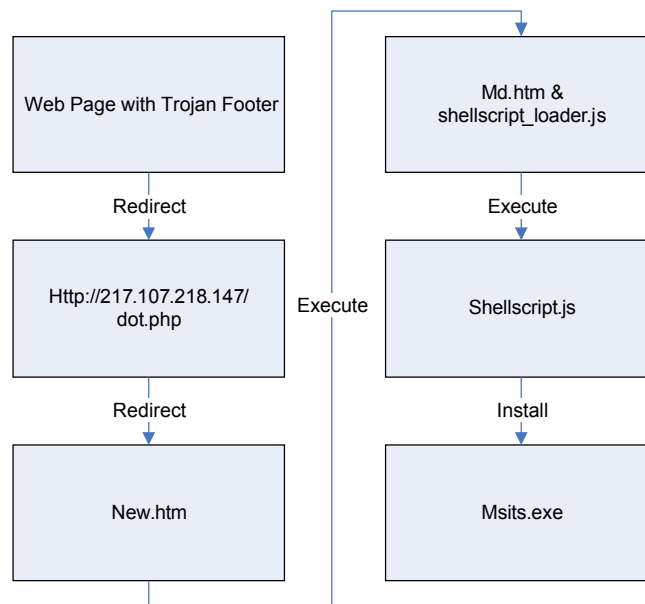 Web Page with Trojan Footer
Redirect
Http://217.107.218.147/
dot.php
Redirect
New.htm
Execute
Md.htm &
shellscript_loader.js
Execute
Shellscript.js
Install
Msits.exe